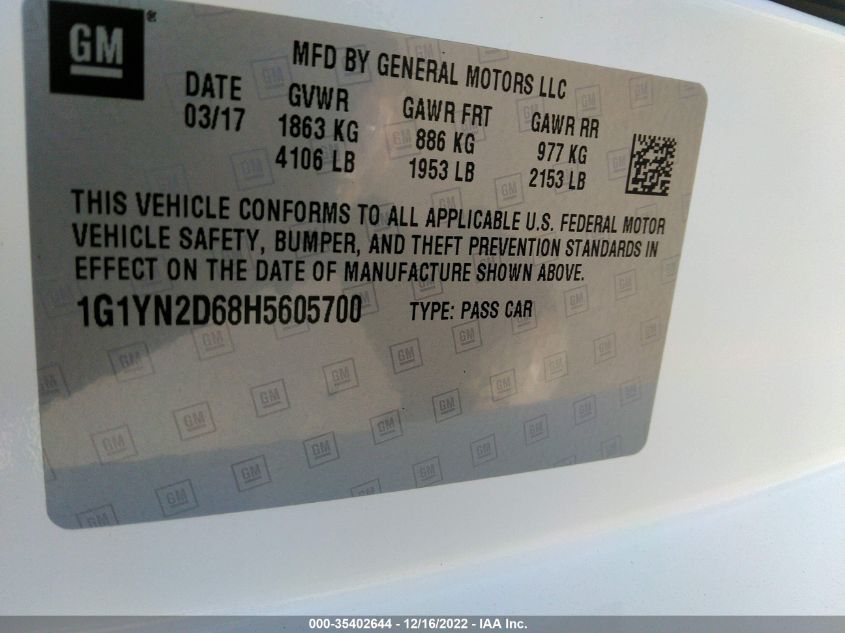 GM
MFD BY GENERAL MOTORS LLC
DATE GVWR GAWR FRT GAWR RR
03/17 1863 KG 886 KG 977 KG
4106 LB 1953 LB 2153 LB
THIS VEHICLE CONFORMS TO ALL APPLICABLE U.S. FEDERAL MOTOR
VEHICLE SAFETY, BUMPER, AND THEFT PREVENTION STANDARDS IN
EFFECT ON THE DATE OF MANUFACTURE SHOWN ABOVE.
1G1YN2D68H5605700 TYPE: PASS CAR
000-35402644 - 12/16/2022 - IAA Inc.